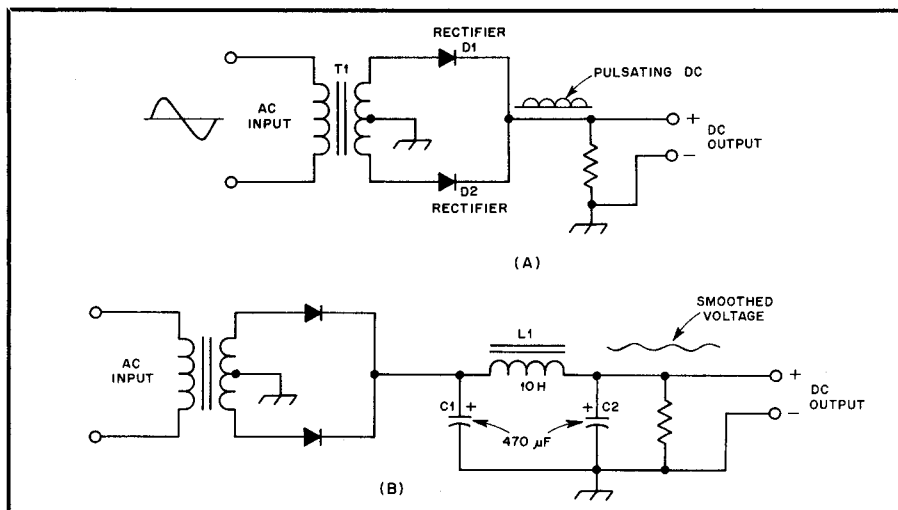 RECTIFIER
D1
T1
PULSATING DC
AC
INPUT
+
DC
OUTPUT
−
D2
RECTIFIER
(A)
SMOOTHED
VOLTAGE
L1
AC
INPUT
10 H
+
DC
OUTPUT
−
C1 +
+ C2
470 µF
(B)